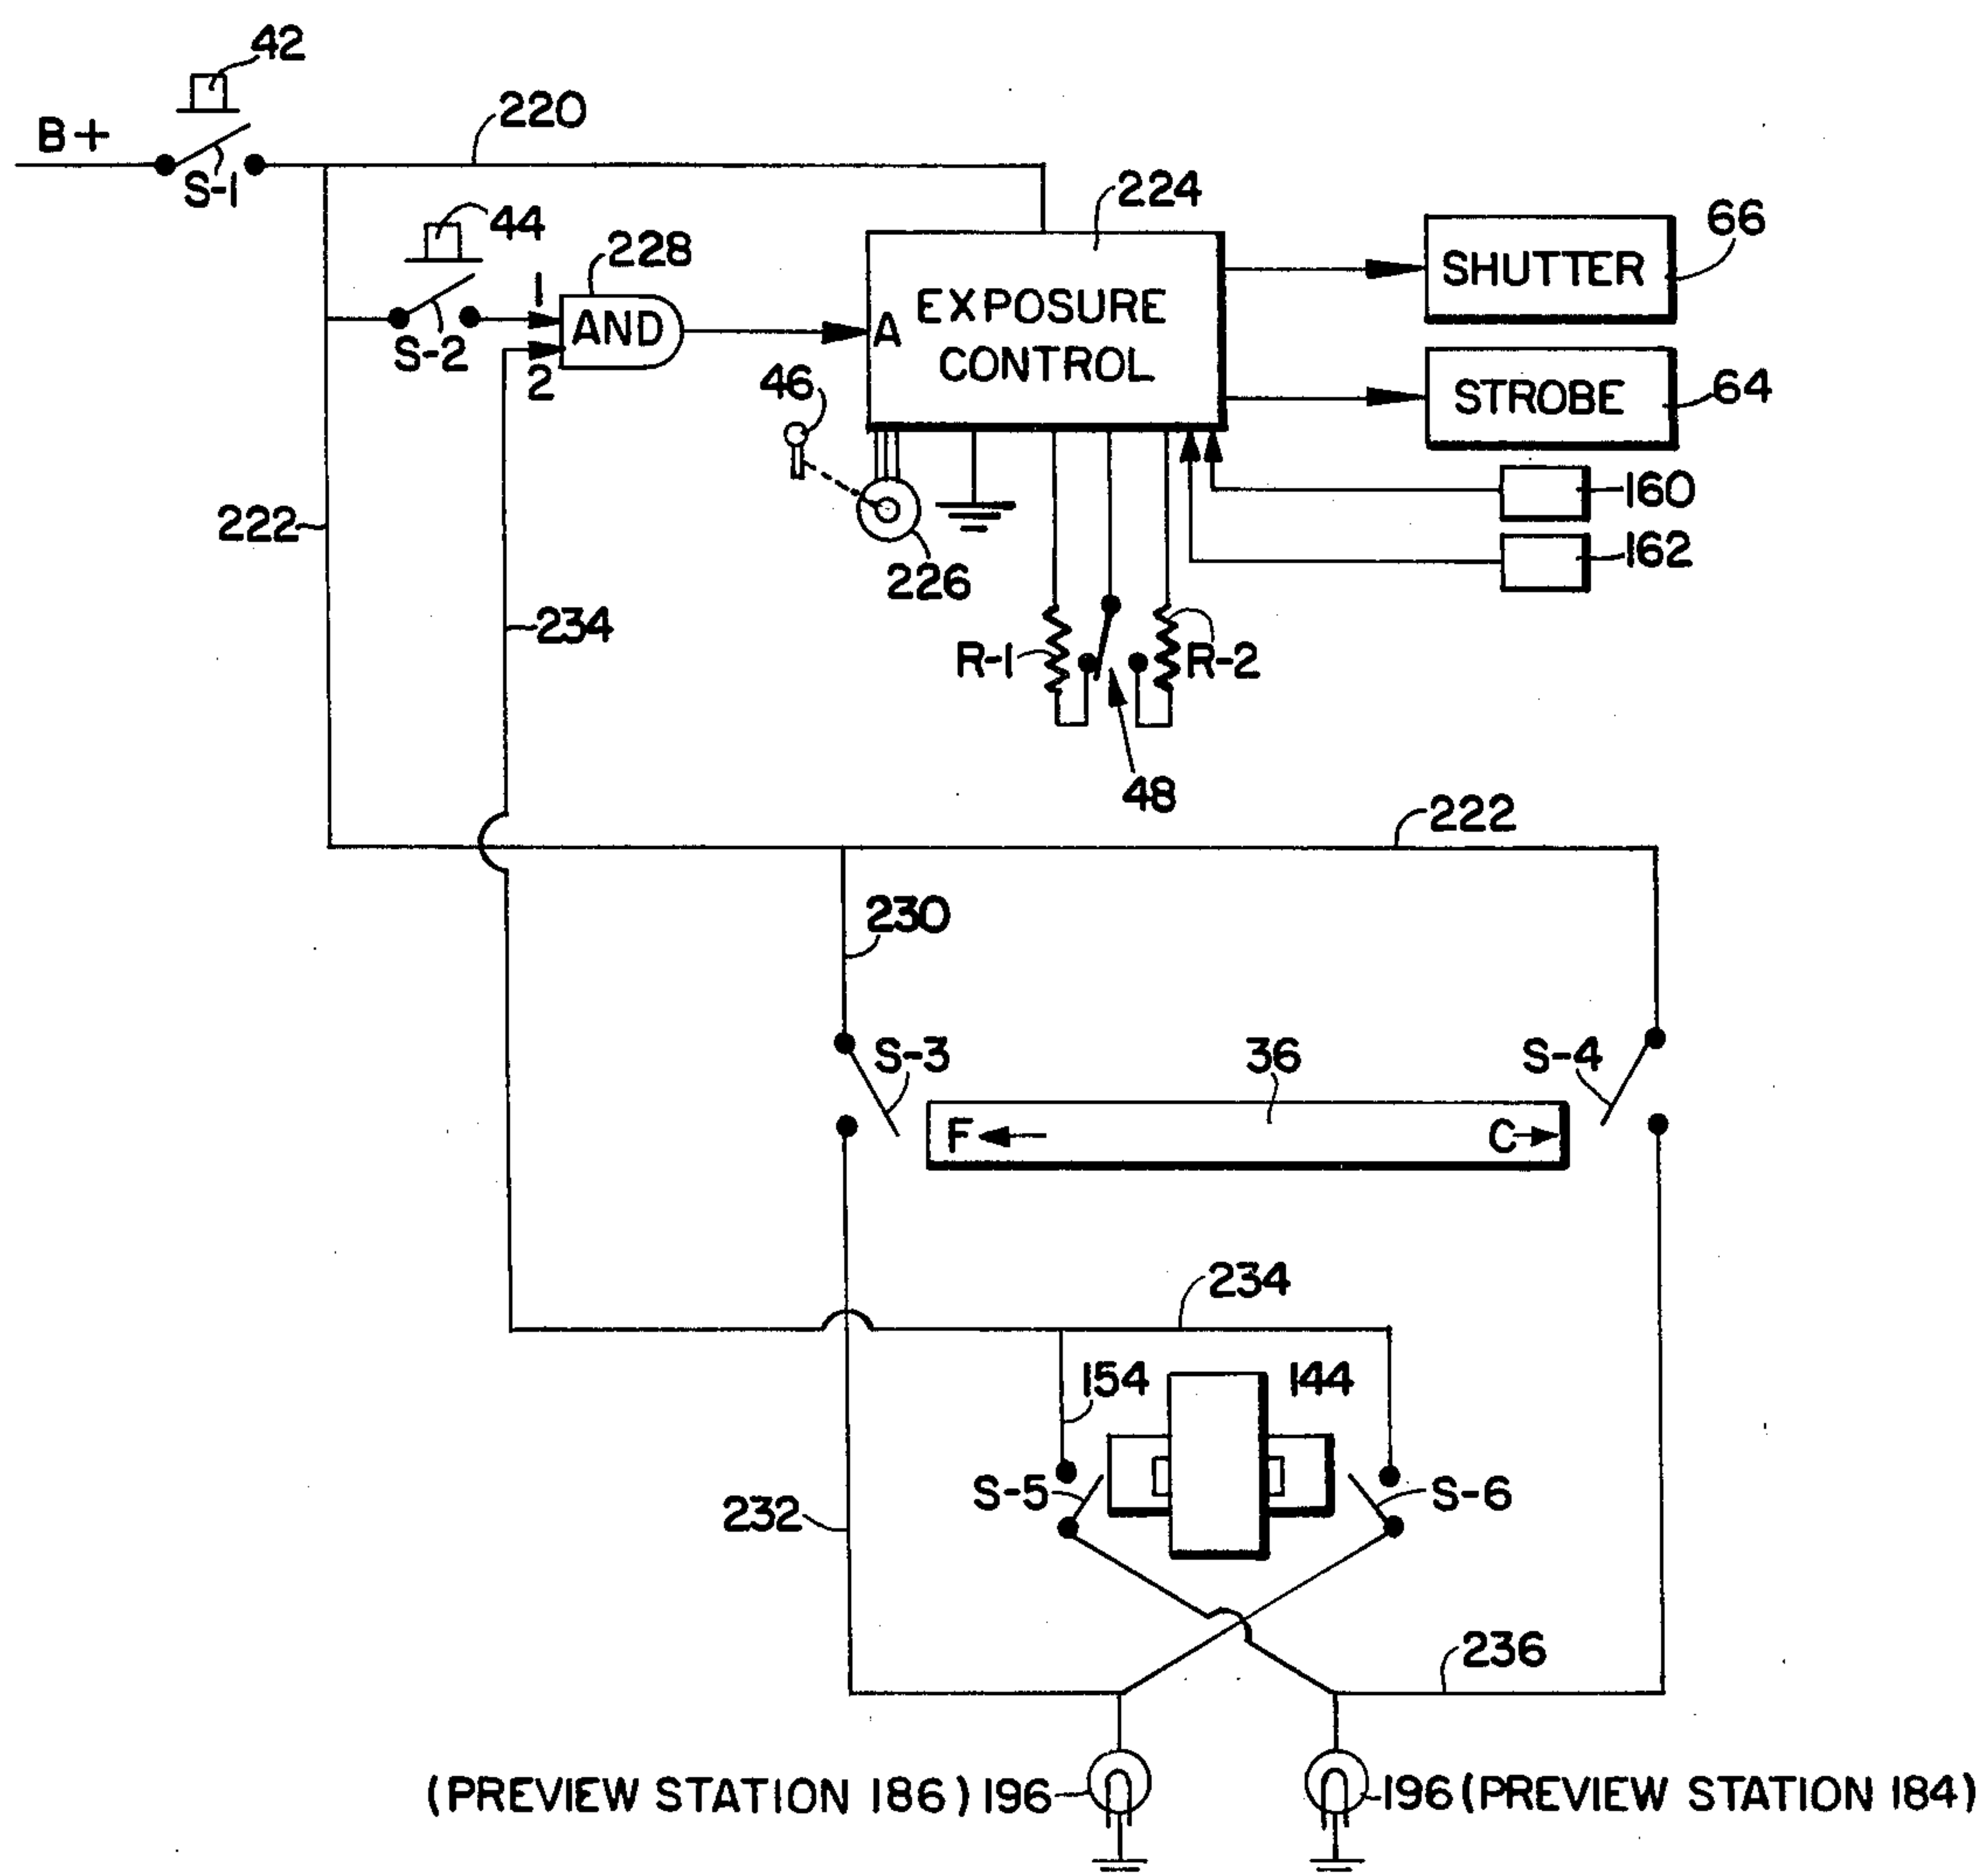 42
B+
S-1
220
44
S-2
1
2
228
AND
224
A
EXPOSURE
CONTROL
66
SHUTTER
64
STROBE
46
226
160
162
222
234
R-1
R-2
48
222
230
S-3
36
S-4
F
C
234
154
144
S-5
S-6
232
236
(PREVIEW STATION 186) 196
196 (PREVIEW STATION 184)